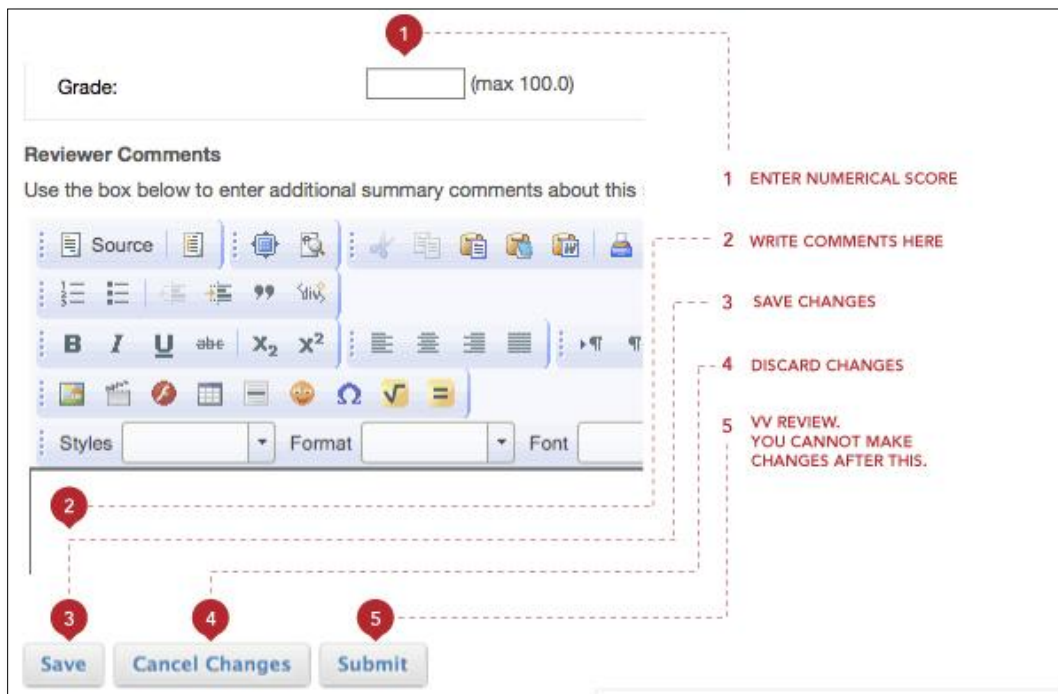 1
Grade: (max 100.0)
Reviewer Comments
Use the box below to enter additional summary comments about this
1 ENTER NUMERICAL SCORE
Source
2 WRITE COMMENTS HERE
3 SAVE CHANGES
B I U abc X2 X2
4 DISCARD CHANGES
Styles Format Font
5 VV REVIEW.
YOU CANNOT MAKE
CHANGES AFTER THIS.
2
3 4 5
Save Cancel Changes Submit